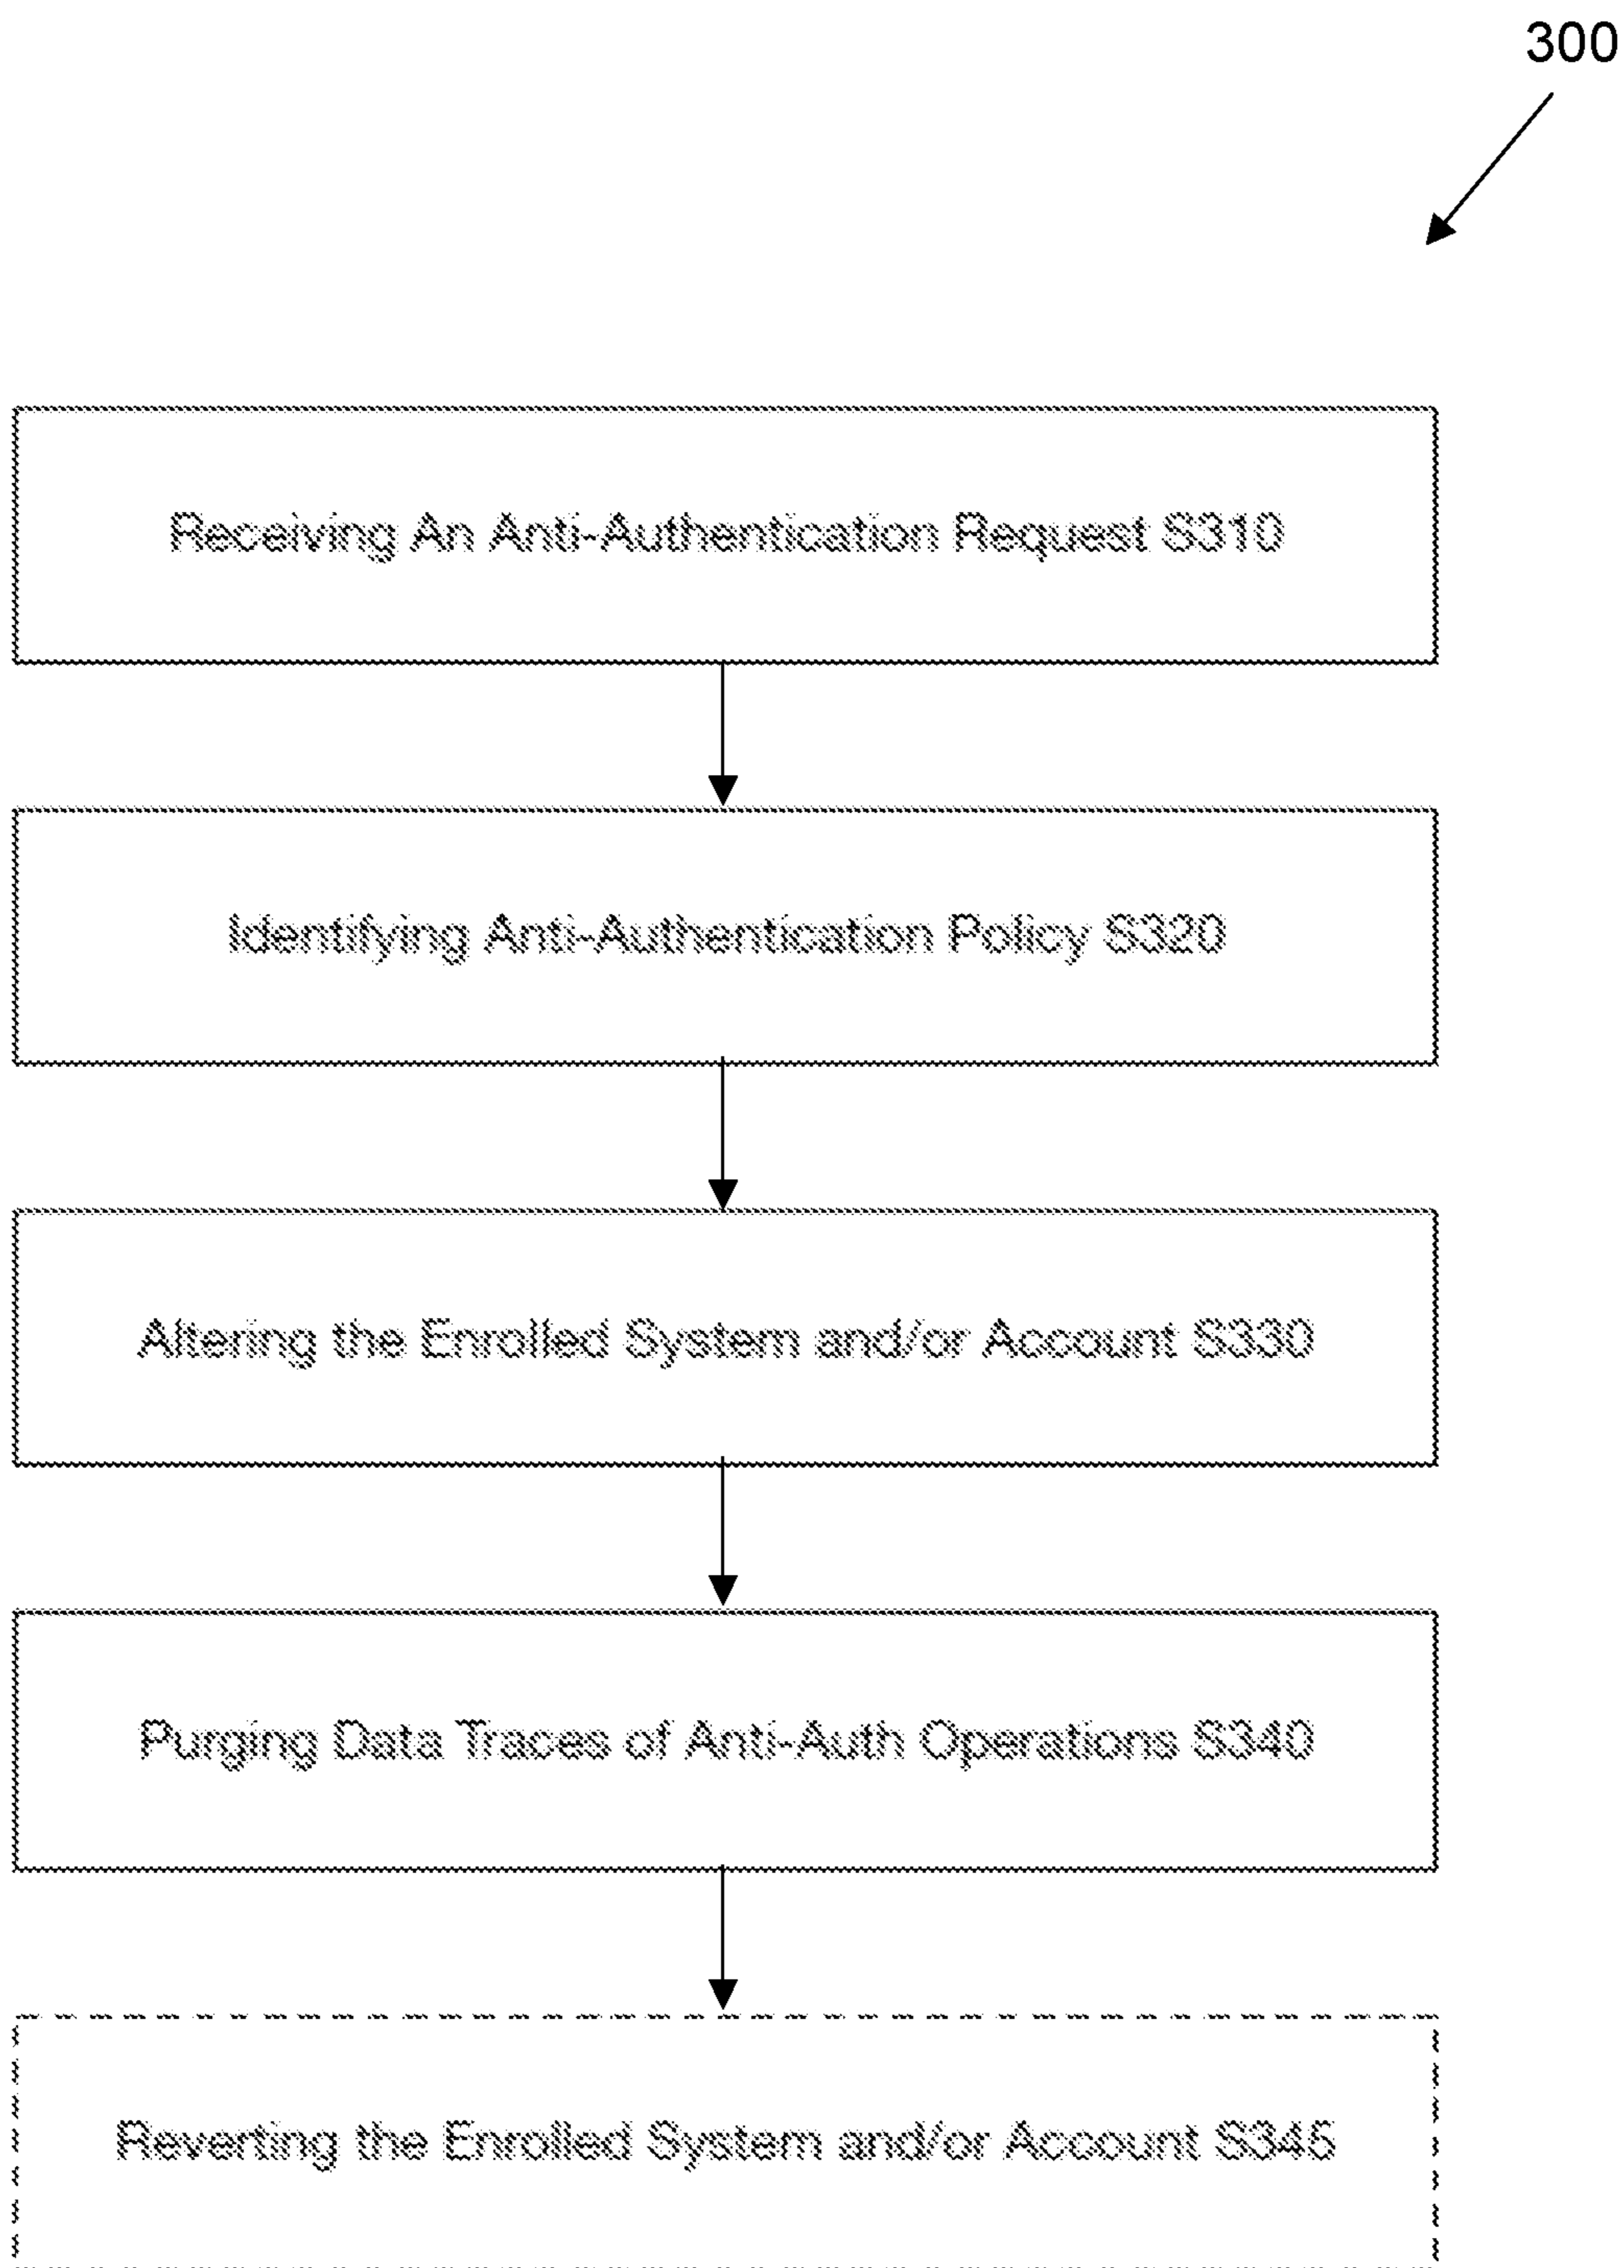 300
Receiving An Anti-Authentication Request S310
Identifying Anti-Authentication Policy S320
Altering the Enrolled System and/or Account S330
Purging Data Traces of Anti-Auth Operations S340
Reverting the Enrolled System and/or Account S345